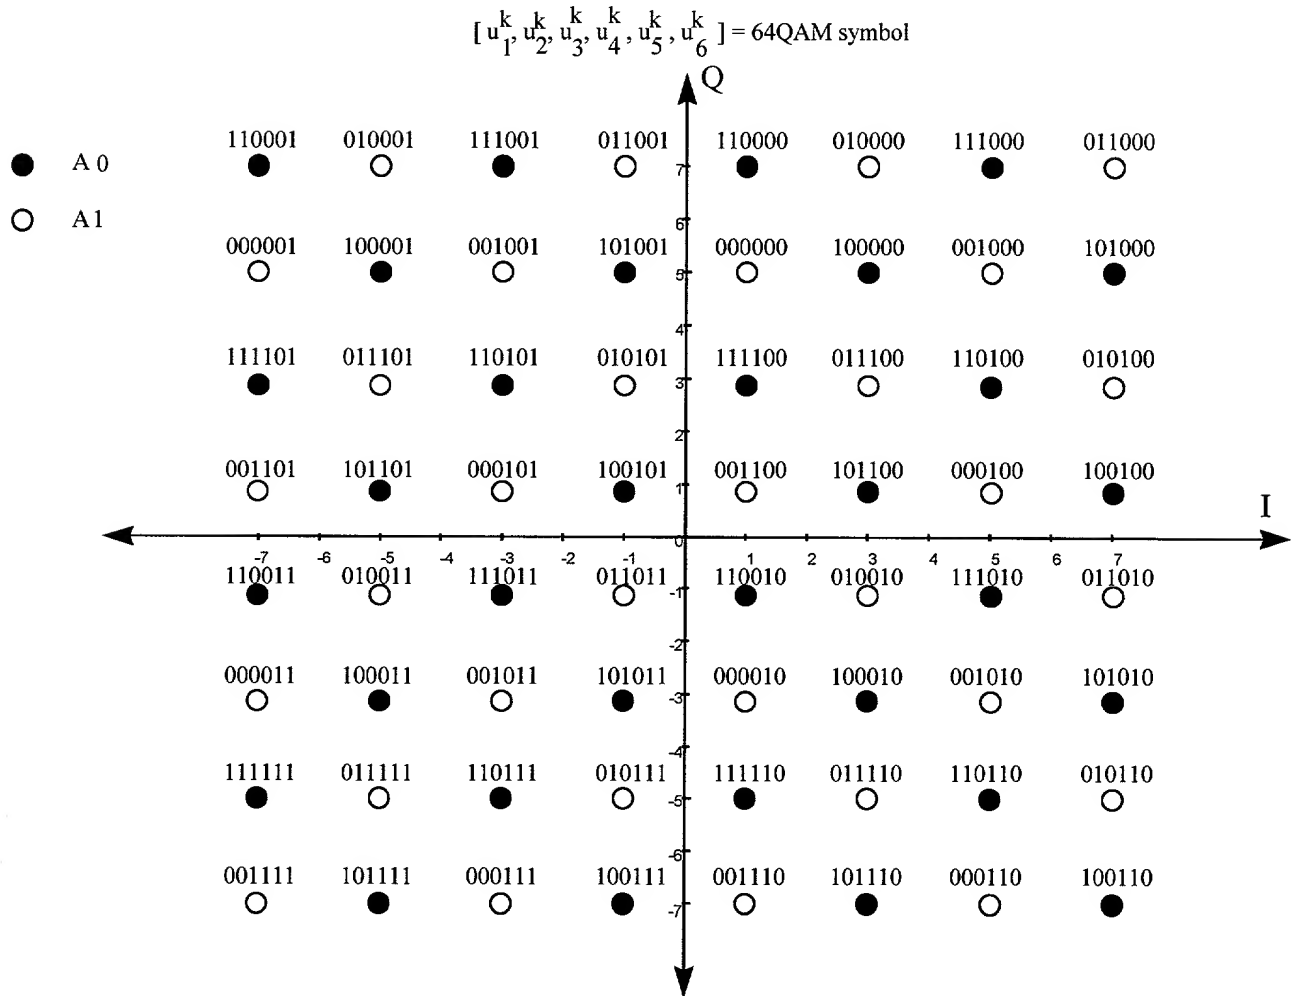 [ u₁ᵏ, u₂ᵏ, u₃ᵏ, u₄ᵏ, u₅ᵏ, u₆ᵏ ] = 64QAM symbol
Q
110001 010001 111001 011001 110000 010000 111000 011000
A 0
7
A 1
6
000001 100001 001001 101001 000000 100000 001000 101000
5
4
111101 011101 110101 010101 111100 011100 110100 010100
3
2
001101 101101 000101 100101 001100 101100 000100 100100
1
I
0
-7 -6 -5 -4 -3 -2 -1 1 2 3 4 5 6 7
110011 010011 111011 011011 110010 010010 111010 011010
-1
-2
000011 100011 001011 101011 000010 100010 001010 101010
-3
-4
111111 011111 110111 010111 111110 011110 110110 010110
-5
-6
001111 101111 000111 100111 001110 101110 000110 100110
-7